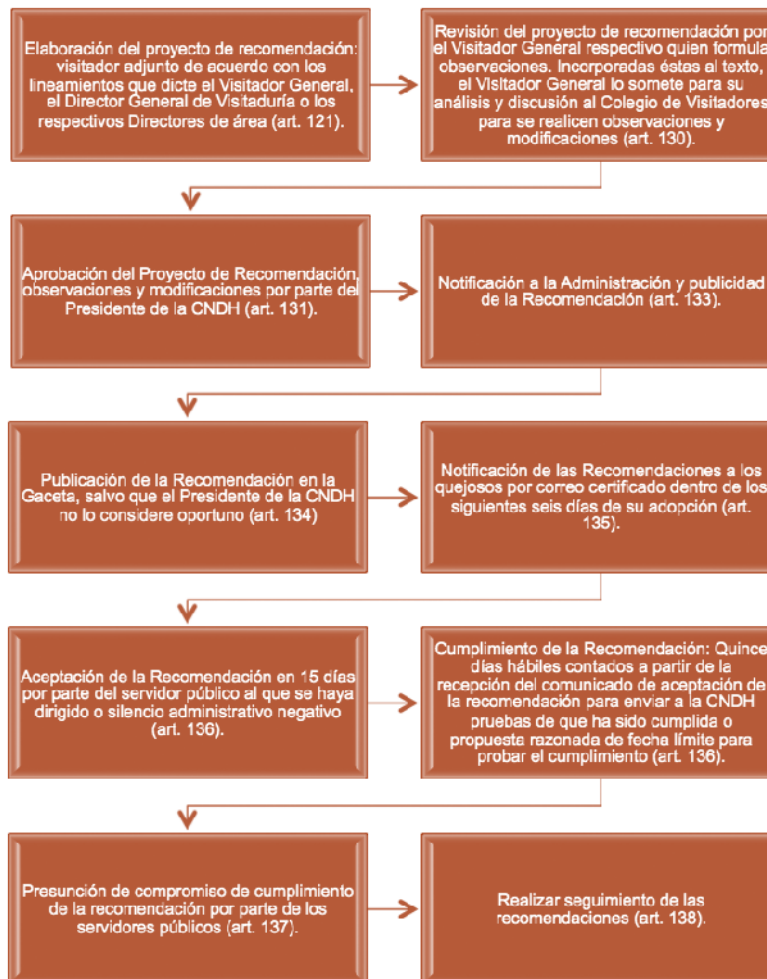 Elaboración del proyecto de recomendación:
visitador adjunto de acuerdo con los
lineamientos que dicte el Visitador General,
el Director General de Visitaduría o los
respectivos Directores de área (art. 121).
Revisión del proyecto de recomendación por
el Visitador General respectivo quien formula
observaciones. Incorporadas éstas al texto,
el Visitador General lo somete para su
análisis y discusión al Colegio de Visitadores
para se realicen observaciones y
modificaciones (art. 130).
Aprobación del Proyecto de Recomendación,
observaciones y modificaciones por parte del
Presidente de la CNDH (art. 131).
Notificación a la Administración y publicidad
de la Recomendación (art. 133).
Publicación de la Recomendación en la
Gaceta, salvo que el Presidente de la CNDH
no lo considere oportuno (art. 134)
Notificación de las Recomendaciones a los
quejosos por correo certificado dentro de los
siguientes seis días de su adopción (art.
135).
Aceptación de la Recomendación en 15 días
por parte del servidor público al que se haya
dirigido o silencio administrativo negativo
(art. 136).
Cumplimiento de la Recomendación: Quince
días hábiles contados a partir de la
recepción del comunicado de aceptación de
la recomendación para enviar a la CNDH
pruebas de que ha sido cumplida o
propuesta razonada de fecha límite para
probar el cumplimiento (art. 136).
Presunción de compromiso de cumplimiento
de la recomendación por parte de los
servidores públicos (art. 137).
Realizar seguimiento de las
recomendaciones (art. 138).